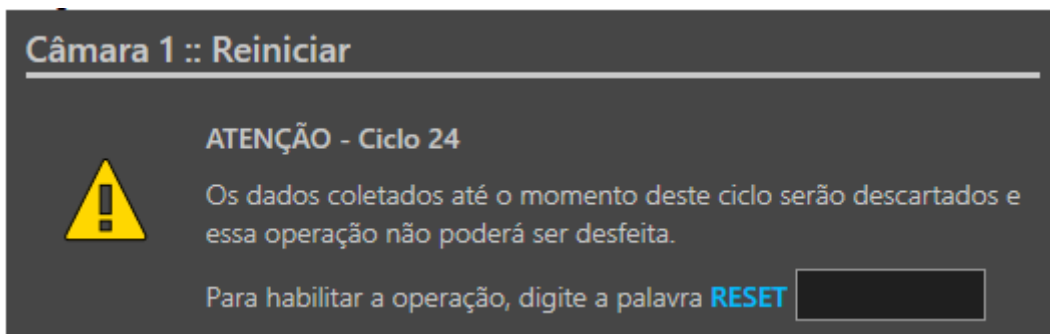 Câmara 1 :: Reiniciar
ATENÇÃO - Ciclo 24
Os dados coletados até o momento deste ciclo serão descartados e
essa operação não poderá ser desfeita.
Para habilitar a operação, digite a palavra RESET